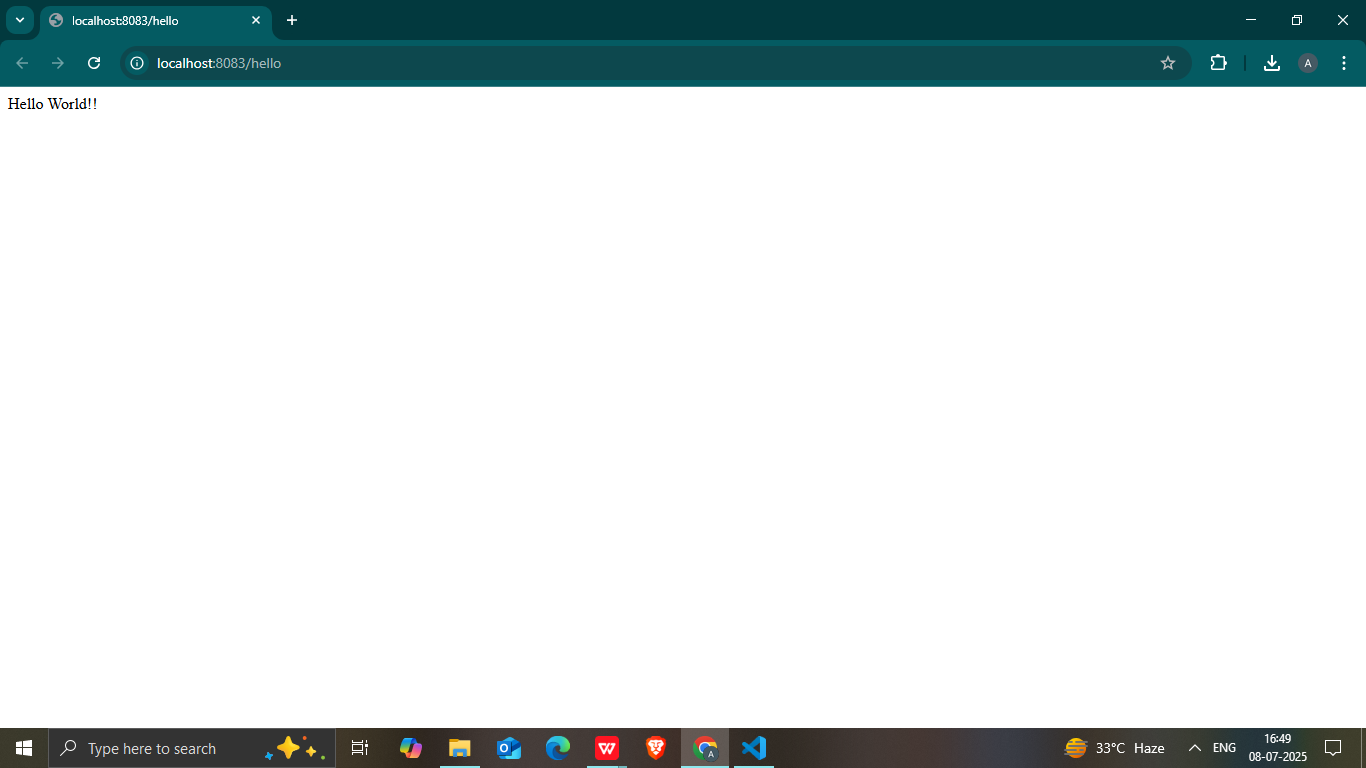 localhost:8083/hello
localhost:8083/hello
A
Hello World!!
Type here to search
33°C Haze
ENG
16:49
08-07-2025